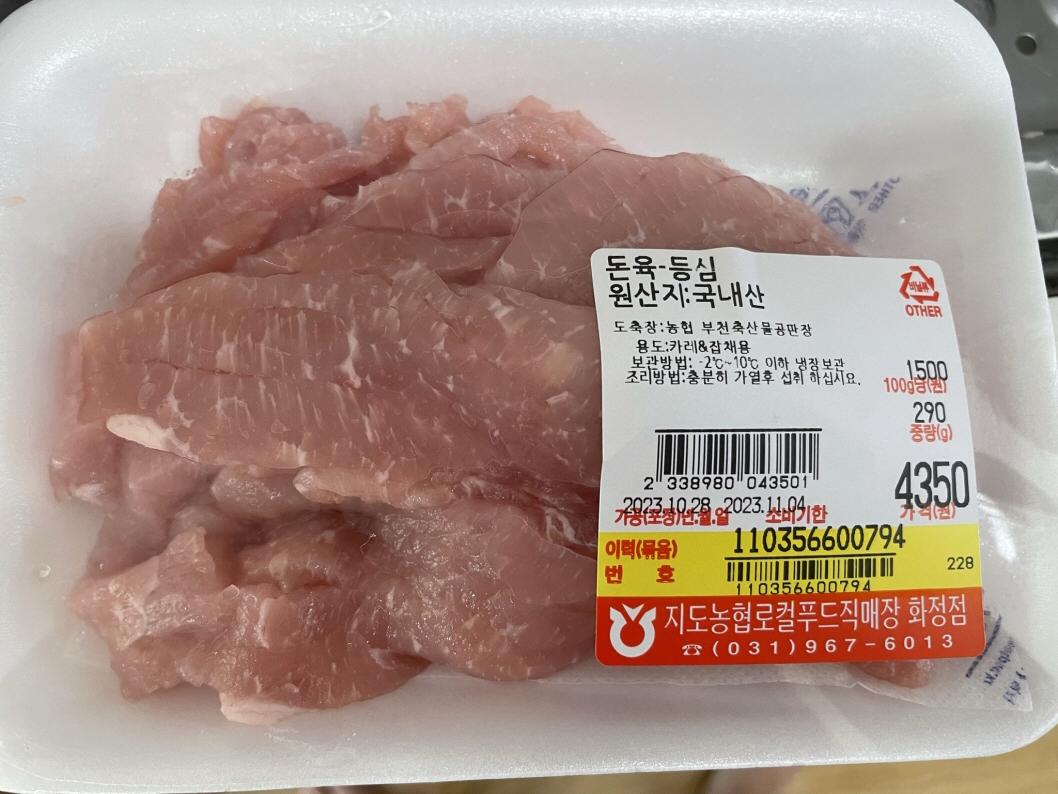 돈육-등심
원산지:국내산
비닐류
OTHER
도축장:농협 부천축산물공판장
용도:카레&잡채용
보관방법: -2℃~10℃ 이하 냉장보관
조리방법:충분히 가열후 섭취 하십시요.
1500
100g당(원)
290
중량(g)
2 338980 043501
4350
가격(원)
2023.10.28 2023.11.04
가공(포장)년.월.일 소비기한
이력(묶음)
번 호
110356600794
228
110356600794
지도농협로컬푸드직매장 화정점
☎(031)967-6013
OTHER